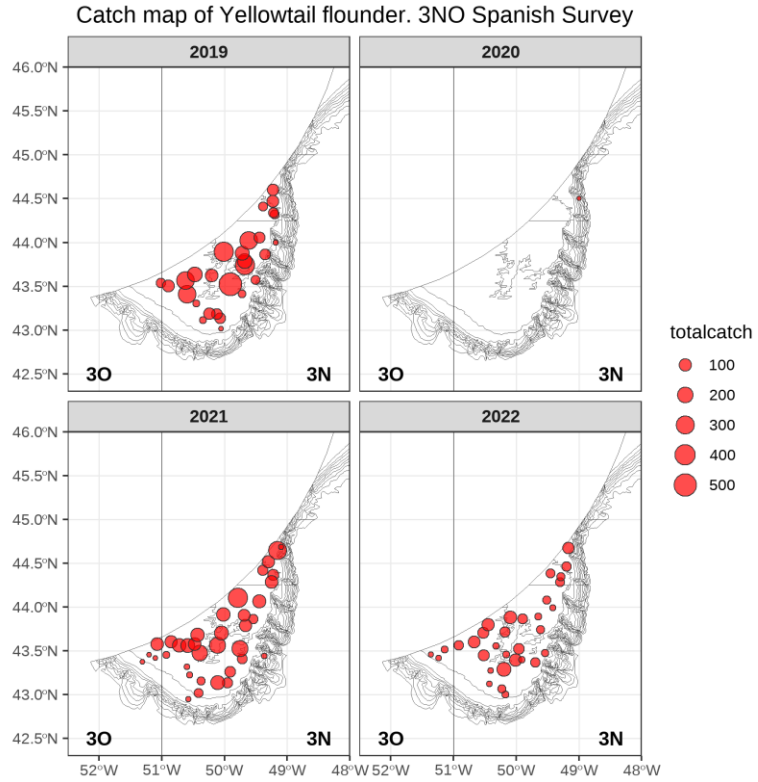 Catch map of Yellowtail flounder. 3NO Spanish Survey
2019
2020
46.0°N
45.5°N
45.0°N
44.5°N
44.0°N
43.5°N
43.0°N
42.5°N
3O
3N
3O
3N
totalcatch
100
200
300
400
500
2021
2022
46.0°N
45.5°N
45.0°N
44.5°N
44.0°N
43.5°N
43.0°N
42.5°N
3O
3N
3O
3N
52°W 51°W 50°W 49°W 48°W 52°W 51°W 50°W 49°W 48°W